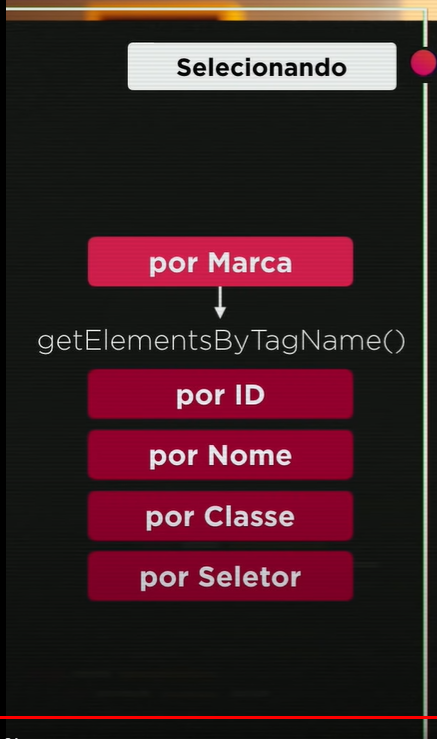 Selecionando
por Marca
getElementsByTagName()
por ID
por Nome
por Classe
por Seletor